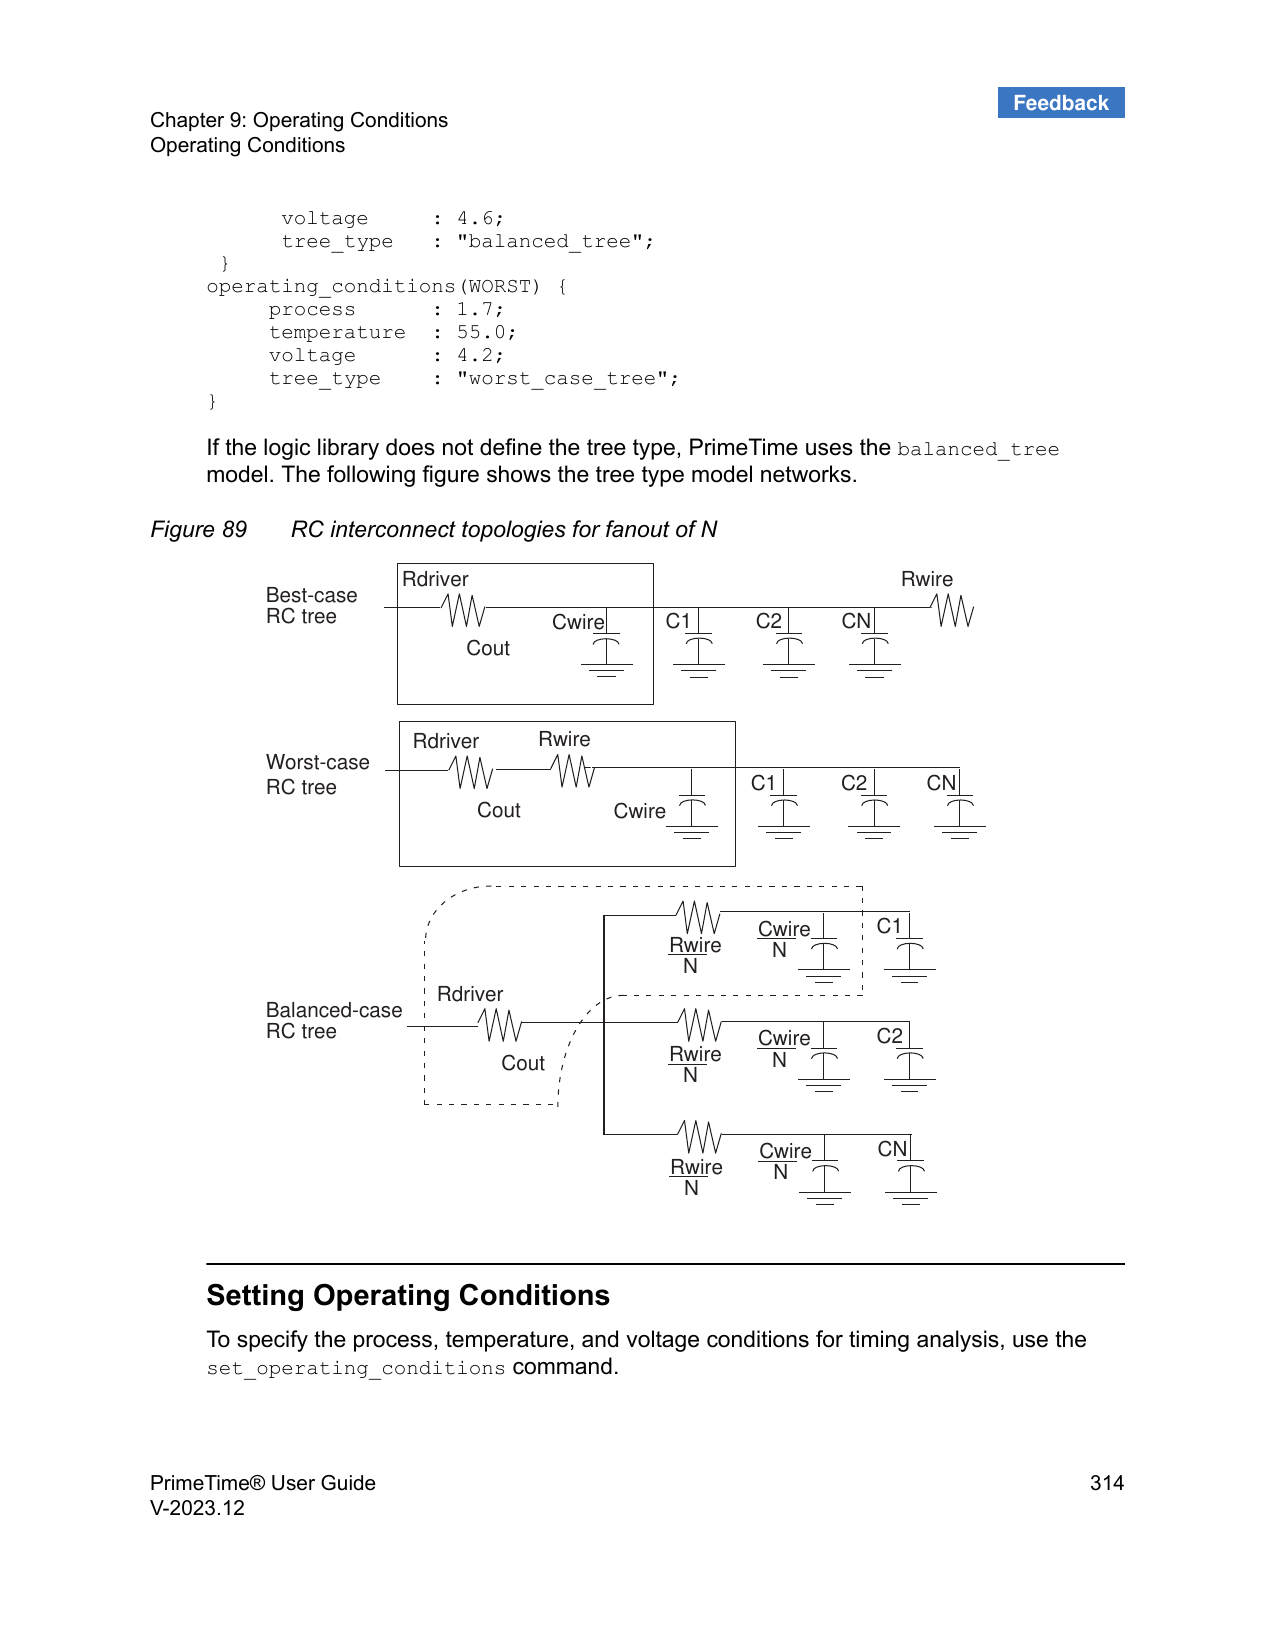 Feedback
Chapter 9: Operating Conditions
Operating Conditions
voltage : 4.6;
tree_type : "balanced_tree";
}
operating_conditions(WORST) {
process : 1.7;
temperature : 55.0;
voltage : 4.2;
tree_type : "worst_case_tree";
}
If the logic library does not define the tree type, PrimeTime uses the balanced_tree
model. The following figure shows the tree type model networks.
Figure 89 RC interconnect topologies for fanout of N
Best-case
RC tree
Rdriver
Cout
Cwire
C1
C2
CN
Rwire
Worst-case
RC tree
Rdriver
Rwire
Cout
Cwire
C1
C2
CN
Balanced-case
RC tree
Rdriver
Cout
Rwire
N
Cwire
N
C1
Rwire
N
Cwire
N
C2
Rwire
N
Cwire
N
CN
Setting Operating Conditions
To specify the process, temperature, and voltage conditions for timing analysis, use the
set_operating_conditions command.
PrimeTime® User Guide 314
V-2023.12